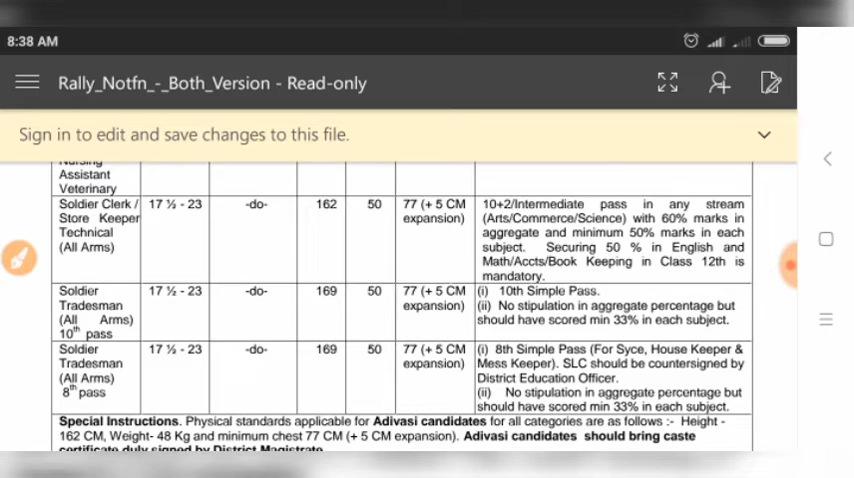 8:38 AM
Rally_Notfn_-_Both_Version - Read-only
Sign in to edit and save changes to this file.
Nursing
Assistant
Veterinary
Soldier Clerk / 17 ½ - 23 -do- 162 50 77 (+ 5 CM 10+2/Intermediate pass in any stream
Store Keeper expansion) (Arts/Commerce/Science) with 60% marks in
Technical aggregate and minimum 50% marks in each
(All Arms) subject. Securing 50 % in English and
Math/Accts/Book Keeping in Class 12th is
mandatory.
Soldier 17 ½ - 23 -do- 169 50 77 (+ 5 CM (i) 10th Simple Pass.
Tradesman expansion) (ii) No stipulation in aggregate percentage but
(All Arms) should have scored min 33% in each subject.
10th pass
Soldier 17 ½ - 23 -do- 169 50 77 (+ 5 CM (i) 8th Simple Pass (For Syce, House Keeper &
Tradesman expansion) Mess Keeper). SLC should be countersigned by
(All Arms) District Education Officer.
8th pass (ii) No stipulation in aggregate percentage but
should have scored min 33% in each subject.
Special Instructions. Physical standards applicable for Adivasi candidates for all categories are as follows :- Height -
162 CM, Weight- 48 Kg and minimum chest 77 CM (+ 5 CM expansion). Adivasi candidates should bring caste
certificate duly signed by District Magistrate